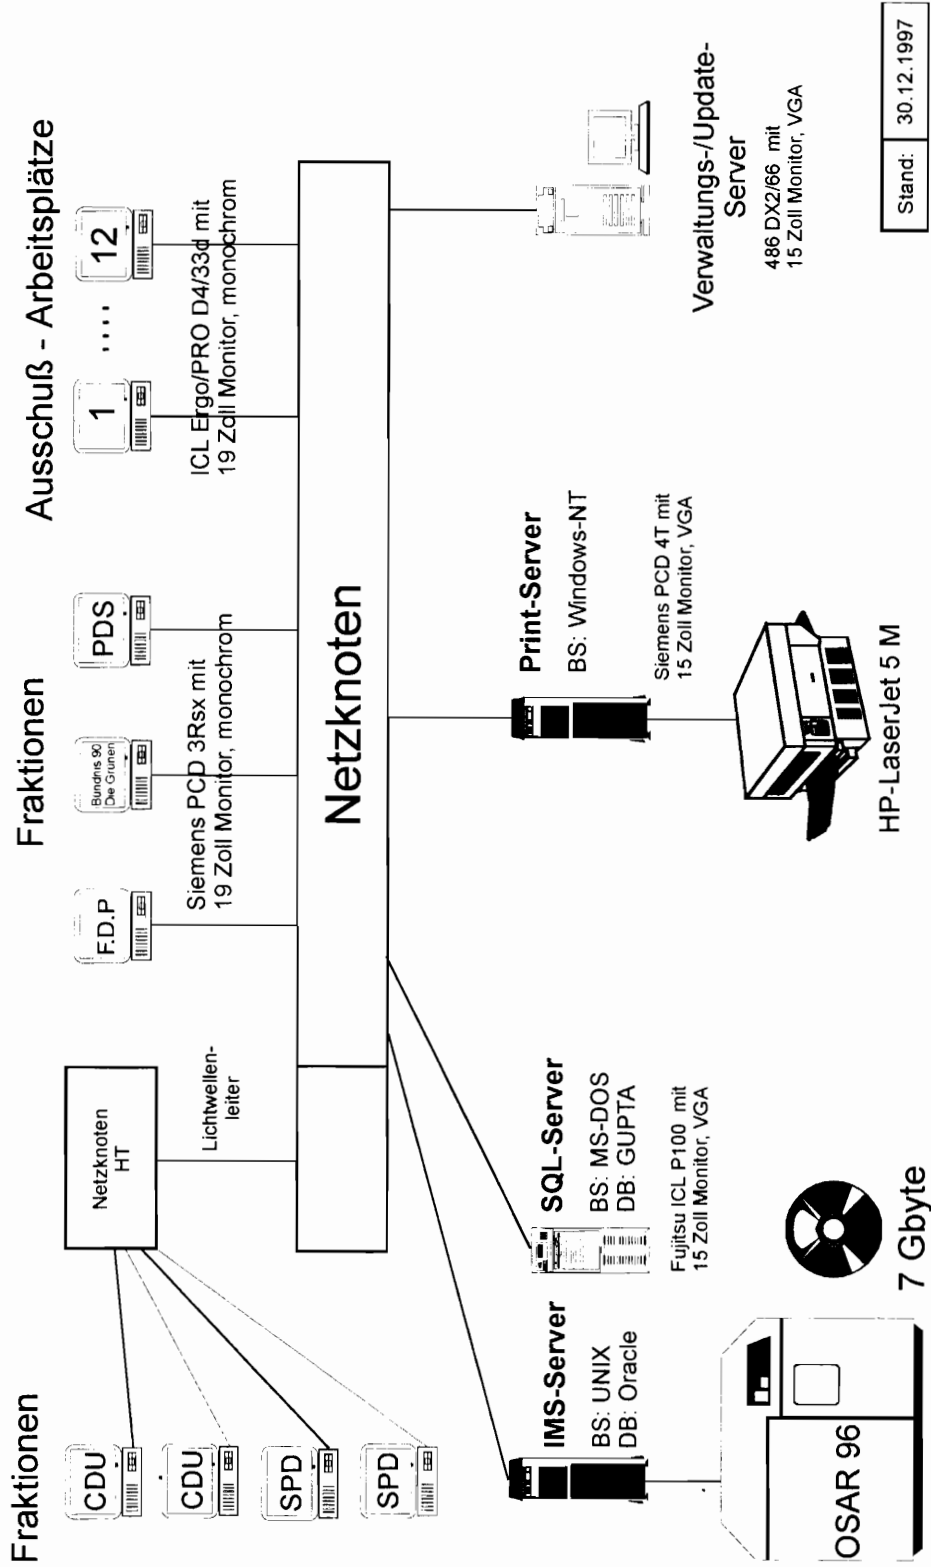 Fraktionen
CDU
CDU
SPD
SPD
Netzknoten
HT
Lichtwellen-
leiter
Fraktionen
F.D.P
Bündnis 90
Die Grünen
PDS
Siemens PCD 3Rsx mit
19 Zoll Monitor, monochrom
Ausschuß - Arbeitsplätze
1
....
12
ICL Ergo/PRO D4/33d mit
19 Zoll Monitor, monochrom
Netzknoten
IMS-Server
BS: UNIX
DB: Oracle
OSAR 96
7 Gbyte
SQL-Server
BS: MS-DOS
DB: GUPTA
Fujitsu ICL P100 mit
15 Zoll Monitor, VGA
Print-Server
BS: Windows-NT
Siemens PCD 4T mit
15 Zoll Monitor, VGA
HP-LaserJet 5 M
Verwaltungs-/Update-
Server
486 DX2/66 mit
15 Zoll Monitor, VGA
Stand: 30.12.1997